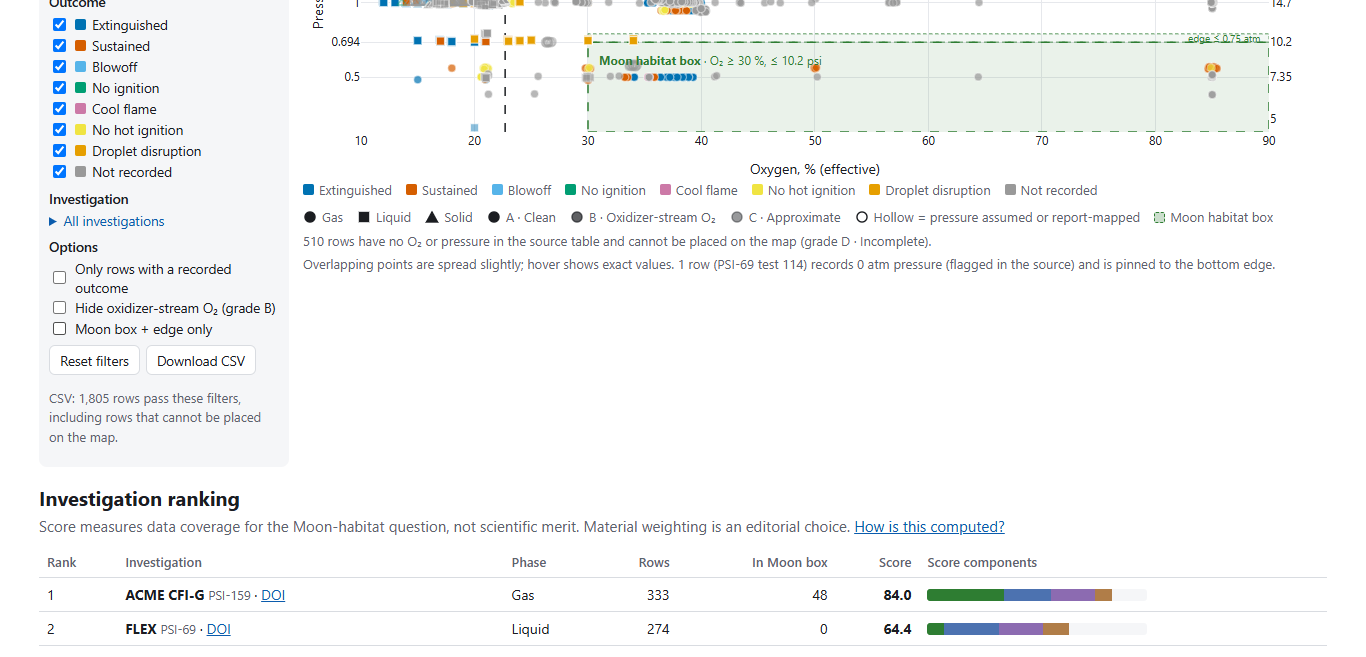 Outcome
Extinguished
Sustained
Blowoff
No ignition
Cool flame
No hot ignition
Droplet disruption
Not recorded
Investigation
▶ All investigations
Options
Only rows with a recorded
outcome
Hide oxidizer-stream O₂ (grade B)
Moon box + edge only
Reset filters Download CSV
CSV: 1,805 rows pass these filters,
including rows that cannot be placed
on the map.
Press
1
0.694
0.5
14.7
edge ≤ 0.75 atm
10.2
7.35
5
Moon habitat box · O₂ ≥ 30 %, ≤ 10.2 psi
10 20 30 40 50 60 70 80 90
Oxygen, % (effective)
Extinguished Sustained Blowoff No ignition Cool flame No hot ignition Droplet disruption Not recorded
Gas Liquid Solid A · Clean B · Oxidizer-stream O₂ C · Approximate Hollow = pressure assumed or report-mapped Moon habitat box
510 rows have no O₂ or pressure in the source table and cannot be placed on the map (grade D · Incomplete).
Overlapping points are spread slightly; hover shows exact values. 1 row (PSI-69 test 114) records 0 atm pressure (flagged in the source) and is pinned to the bottom edge.
Investigation ranking
Score measures data coverage for the Moon-habitat question, not scientific merit. Material weighting is an editorial choice. How is this computed?
Rank Investigation Phase Rows In Moon box Score Score components
1 ACME CFI-G PSI-159 · DOI Gas 333 48 84.0
2 FLEX PSI-69 · DOI Liquid 274 0 64.4